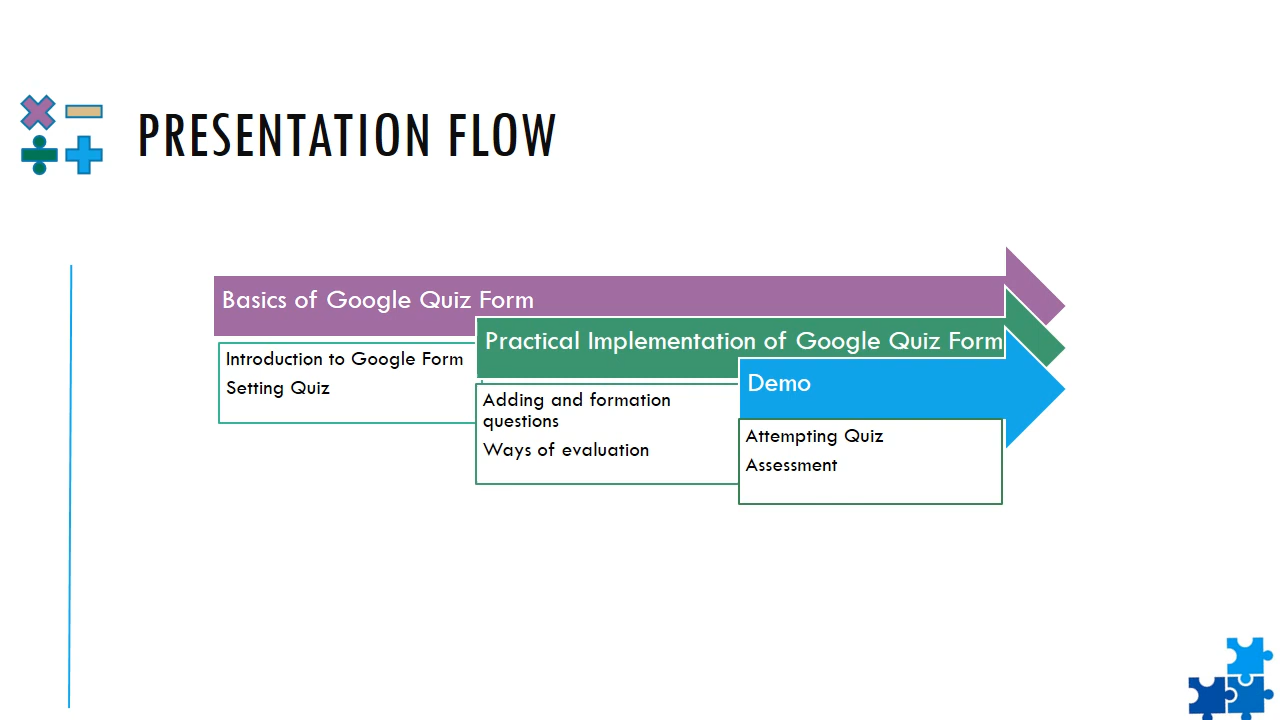 PRESENTATION FLOW
Basics of Google Quiz Form
Introduction to Google Form
Setting Quiz
Practical Implementation of Google Quiz Form
Adding and formation
questions
Ways of evaluation
Demo
Attempting Quiz
Assessment